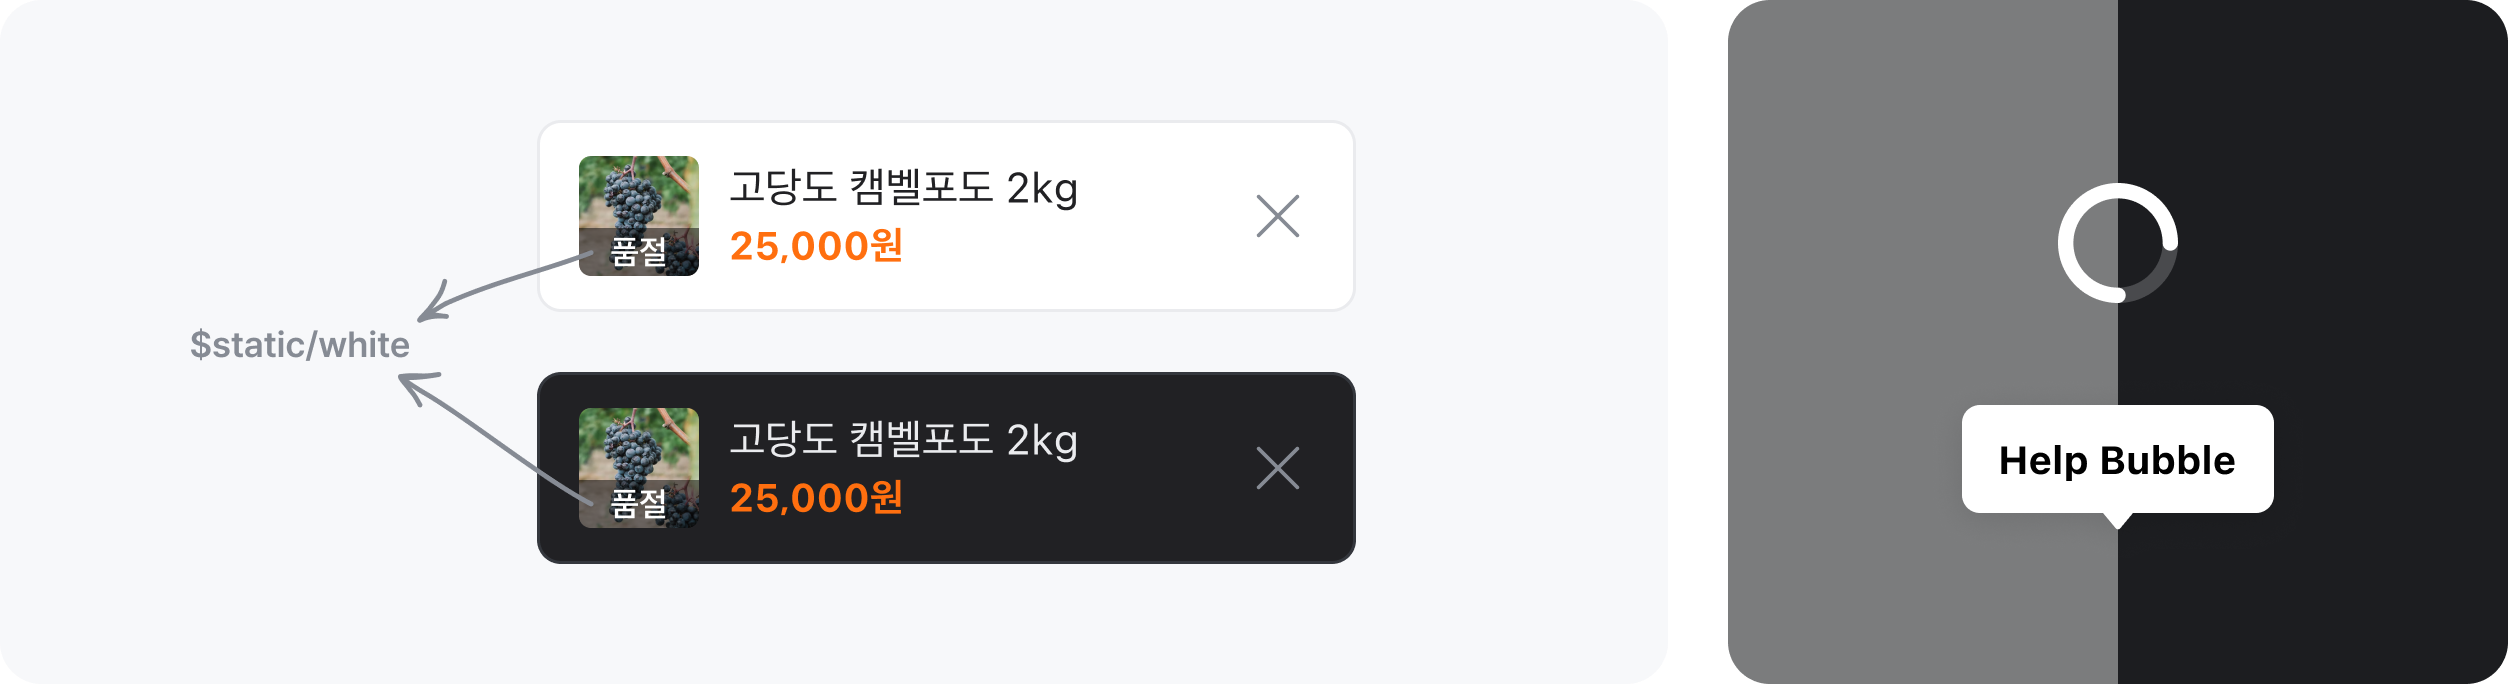 고당도 캠벨포도 2kg
25,000원
품절
$static/white
고당도 캠벨포도 2kg
25,000원
품절
Help Bubble